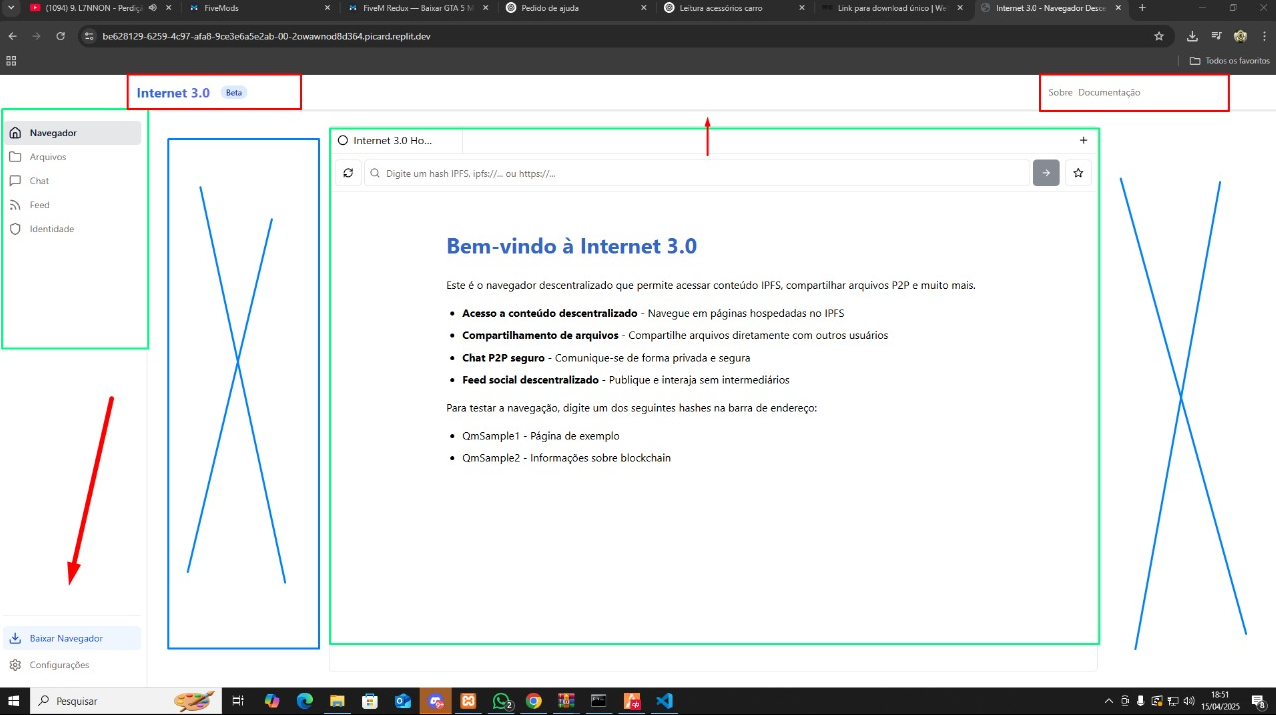 (1094) 9. L7NNON - Perdiçã
FiveMods
FiveM Redux — Baixar GTA 5 M
Pedido de ajuda
Leitura acessórios carro
Link para download único | We
Internet 3.0 - Navegador Desce
be628129-6259-4c97-afa8-9ce3e6a5e2ab-00-2owawnod8d364.picard.replit.dev
Todos os favoritos
Internet 3.0 Beta
Sobre Documentação
Navegador
Arquivos
Chat
Feed
Identidade
Baixar Navegador
Configurações
Internet 3.0 Ho...
Digite um hash IPFS, ipfs://... ou https://...
Bem-vindo à Internet 3.0
Este é o navegador descentralizado que permite acessar conteúdo IPFS, compartilhar arquivos P2P e muito mais.
• Acesso a conteúdo descentralizado - Navegue em páginas hospedadas no IPFS
• Compartilhamento de arquivos - Compartilhe arquivos diretamente com outros usuários
• Chat P2P seguro - Comunique-se de forma privada e segura
• Feed social descentralizado - Publique e interaja sem intermediários
Para testar a navegação, digite um dos seguintes hashes na barra de endereço:
• QmSample1 - Página de exemplo
• QmSample2 - Informações sobre blockchain
Pesquisar
2
18:51
15/04/2025
8